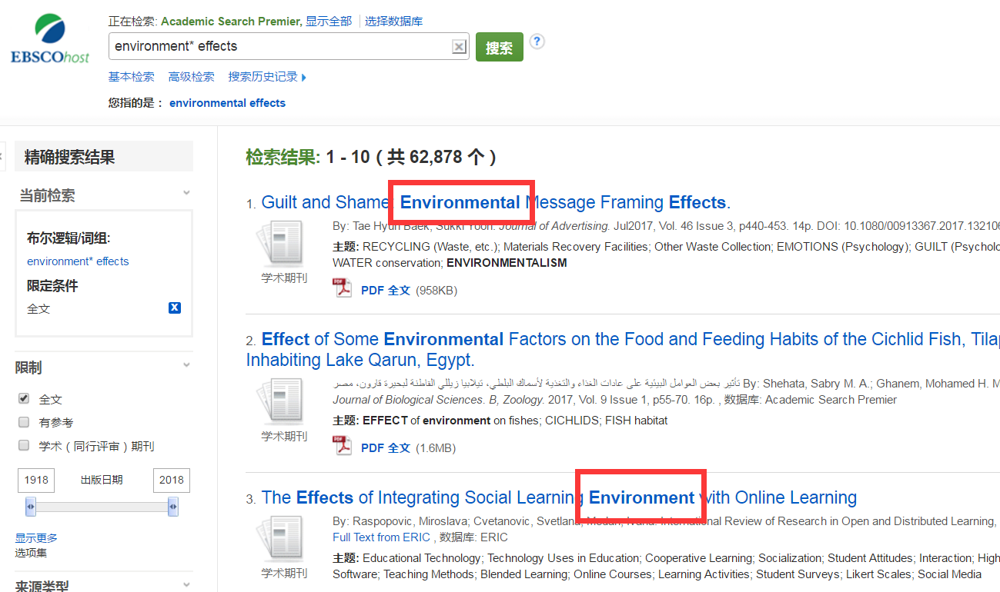 EBSCOhost
正在检索: Academic Search Premier, 显示全部 选择数据库
environment* effects
搜索
?
基本检索 高级检索 搜索历史记录
您指的是： environmental effects
精确搜索结果
当前检索
布尔逻辑/词组:
environment* effects
限定条件
全文
限制
全文
有参考
学术（同行评审）期刊
1918 出版日期 2018
显示更多
选项集
来源类型
检索结果: 1 - 10（共 62,878 个）
1. Guilt and Shame: Environmental Message Framing Effects.
By: Tae Hyun Baek; Sukki Yoon. Journal of Advertising. Jul2017, Vol. 46 Issue 3, p440-453. 14p. DOI: 10.1080/00913367.2017.132106
主题: RECYCLING (Waste, etc.); Materials Recovery Facilities; Other Waste Collection; EMOTIONS (Psychology); GUILT (Psycholo
WATER conservation; ENVIRONMENTALISM
学术期刊
PDF 全文 (958KB)
2. Effect of Some Environmental Factors on the Food and Feeding Habits of the Cichlid Fish, Tilap
Inhabiting Lake Qarun, Egypt.
تأثير بعض العوامل البيئية على عادات الغذاء والتغذية لأسماك البلطي، تيلابيا زيللي القاطنة لبحيرة قارون، مصر By: Shehata, Sabry M. A.; Ghanem, Mohamed H. M
Journal of Biological Sciences. B, Zoology. 2017, Vol. 9 Issue 1, p55-70. 16p. , 数据库: Academic Search Premier
主题: EFFECT of environment on fishes; CICHLIDS; FISH habitat
学术期刊
PDF 全文 (1.6MB)
3. The Effects of Integrating Social Learning Environment with Online Learning
By: Raspopovic, Miroslava; Cvetanovic, Svetlana; Medan, Ivana. International Review of Research in Open and Distributed Learning,
Full Text from ERIC , 数据库: ERIC
主题: Educational Technology; Technology Uses in Education; Cooperative Learning; Socialization; Student Attitudes; Interaction; High
Software; Teaching Methods; Blended Learning; Online Courses; Learning Activities; Student Surveys; Likert Scales; Social Media
学术期刊